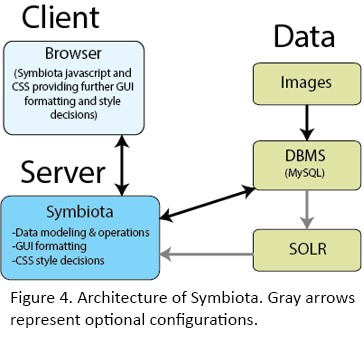 Client
Browser
(Symbiota javascript and
CSS providing further GUI
formatting and style
decisions)
Server
Symbiota
-Data modeling & operations
-GUI formatting
-CSS style decisions
Data
Images
DBMS
(MySQL)
SOLR
Figure 4. Architecture of Symbiota. Gray arrows
represent optional configurations.